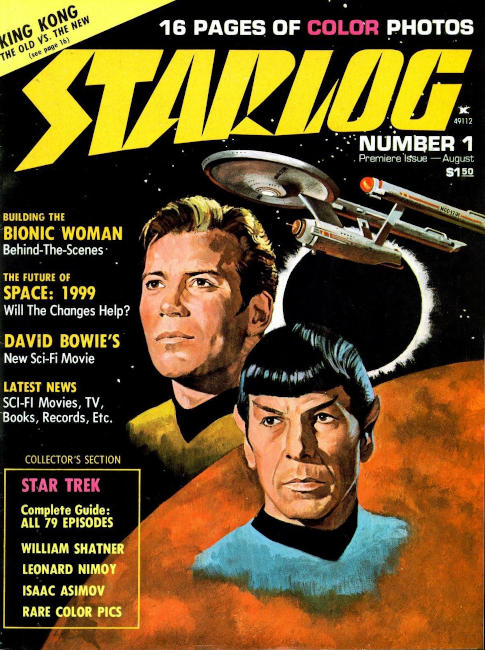 KING KONG
THE OLD VS. THE NEW
(see page 16)
16 PAGES OF COLOR PHOTOS
STARLOG
49112
NUMBER 1
Premiere Issue — August
$1.50
BUILDING THE
BIONIC WOMAN
Behind-The-Scenes
THE FUTURE OF
SPACE: 1999
Will The Changes Help?
DAVID BOWIE'S
New Sci-Fi Movie
LATEST NEWS
SCI-FI Movies, TV,
Books, Records, Etc.
COLLECTOR'S SECTION
STAR TREK
Complete Guide:
ALL 79 EPISODES
WILLIAM SHATNER
LEONARD NIMOY
ISAAC ASIMOV
RARE COLOR PICS